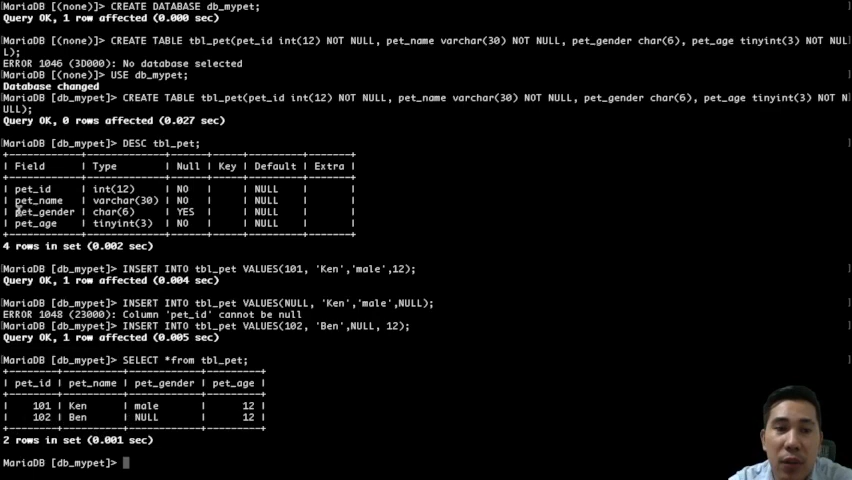 MariaDB [(none)]> CREATE DATABASE db_mypet;
Query OK, 1 row affected (0.000 sec)
MariaDB [(none)]> CREATE TABLE tbl_pet(pet_id int(12) NOT NULL, pet_name varchar(30) NOT NULL, pet_gender char(6), pet_age tinyint(3) NOT NUL
L);
ERROR 1046 (3D000): No database selected
MariaDB [(none)]> USE db_mypet;
Database changed
MariaDB [db_mypet]> CREATE TABLE tbl_pet(pet_id int(12) NOT NULL, pet_name varchar(30) NOT NULL, pet_gender char(6), pet_age tinyint(3) NOT N
ULL);
Query OK, 0 rows affected (0.027 sec)
MariaDB [db_mypet]> DESC tbl_pet;
+------------+-------------+------+-----+---------+-------+
| Field      | Type        | Null | Key | Default | Extra |
+------------+-------------+------+-----+---------+-------+
| pet_id     | int(12)     | NO   |     | NULL    |       |
| pet_name   | varchar(30) | NO   |     | NULL    |       |
| pet_gender | char(6)     | YES  |     | NULL    |       |
| pet_age    | tinyint(3)  | NO   |     | NULL    |       |
+------------+-------------+------+-----+---------+-------+
4 rows in set (0.002 sec)
MariaDB [db_mypet]> INSERT INTO tbl_pet VALUES(101, 'Ken','male',12);
Query OK, 1 row affected (0.004 sec)
MariaDB [db_mypet]> INSERT INTO tbl_pet VALUES(NULL, 'Ken','male',NULL);
ERROR 1048 (23000): Column 'pet_id' cannot be null
MariaDB [db_mypet]> INSERT INTO tbl_pet VALUES(102, 'Ben',NULL, 12);
Query OK, 1 row affected (0.005 sec)
MariaDB [db_mypet]> SELECT *from tbl_pet;
+--------+----------+------------+---------+
| pet_id | pet_name | pet_gender | pet_age |
+--------+----------+------------+---------+
|    101 | Ken      | male       |      12 |
|    102 | Ben      | NULL       |      12 |
+--------+----------+------------+---------+
2 rows in set (0.001 sec)
MariaDB [db_mypet]>